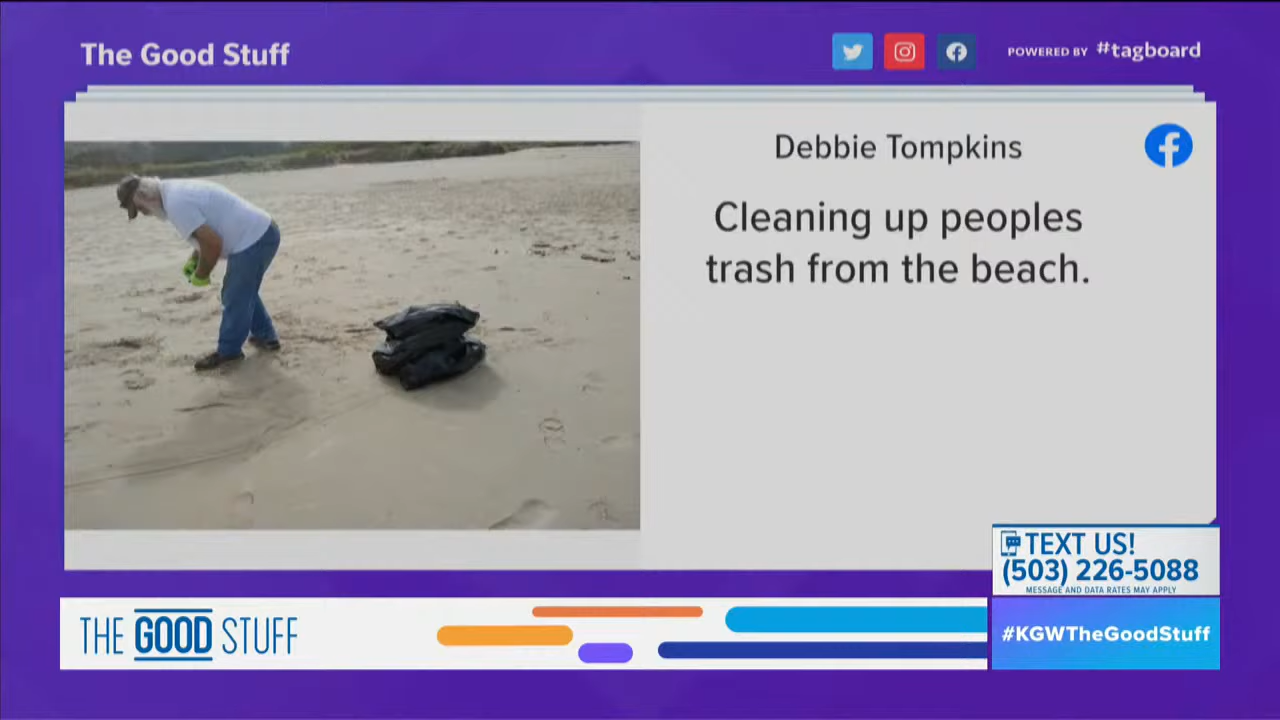 The Good Stuff
POWERED BY #tagboard
Debbie Tompkins
Cleaning up peoples
trash from the beach.
TEXT US!
(503) 226-5088
MESSAGE AND DATA RATES MAY APPLY
THE GOOD STUFF
#KGWTheGoodStuff